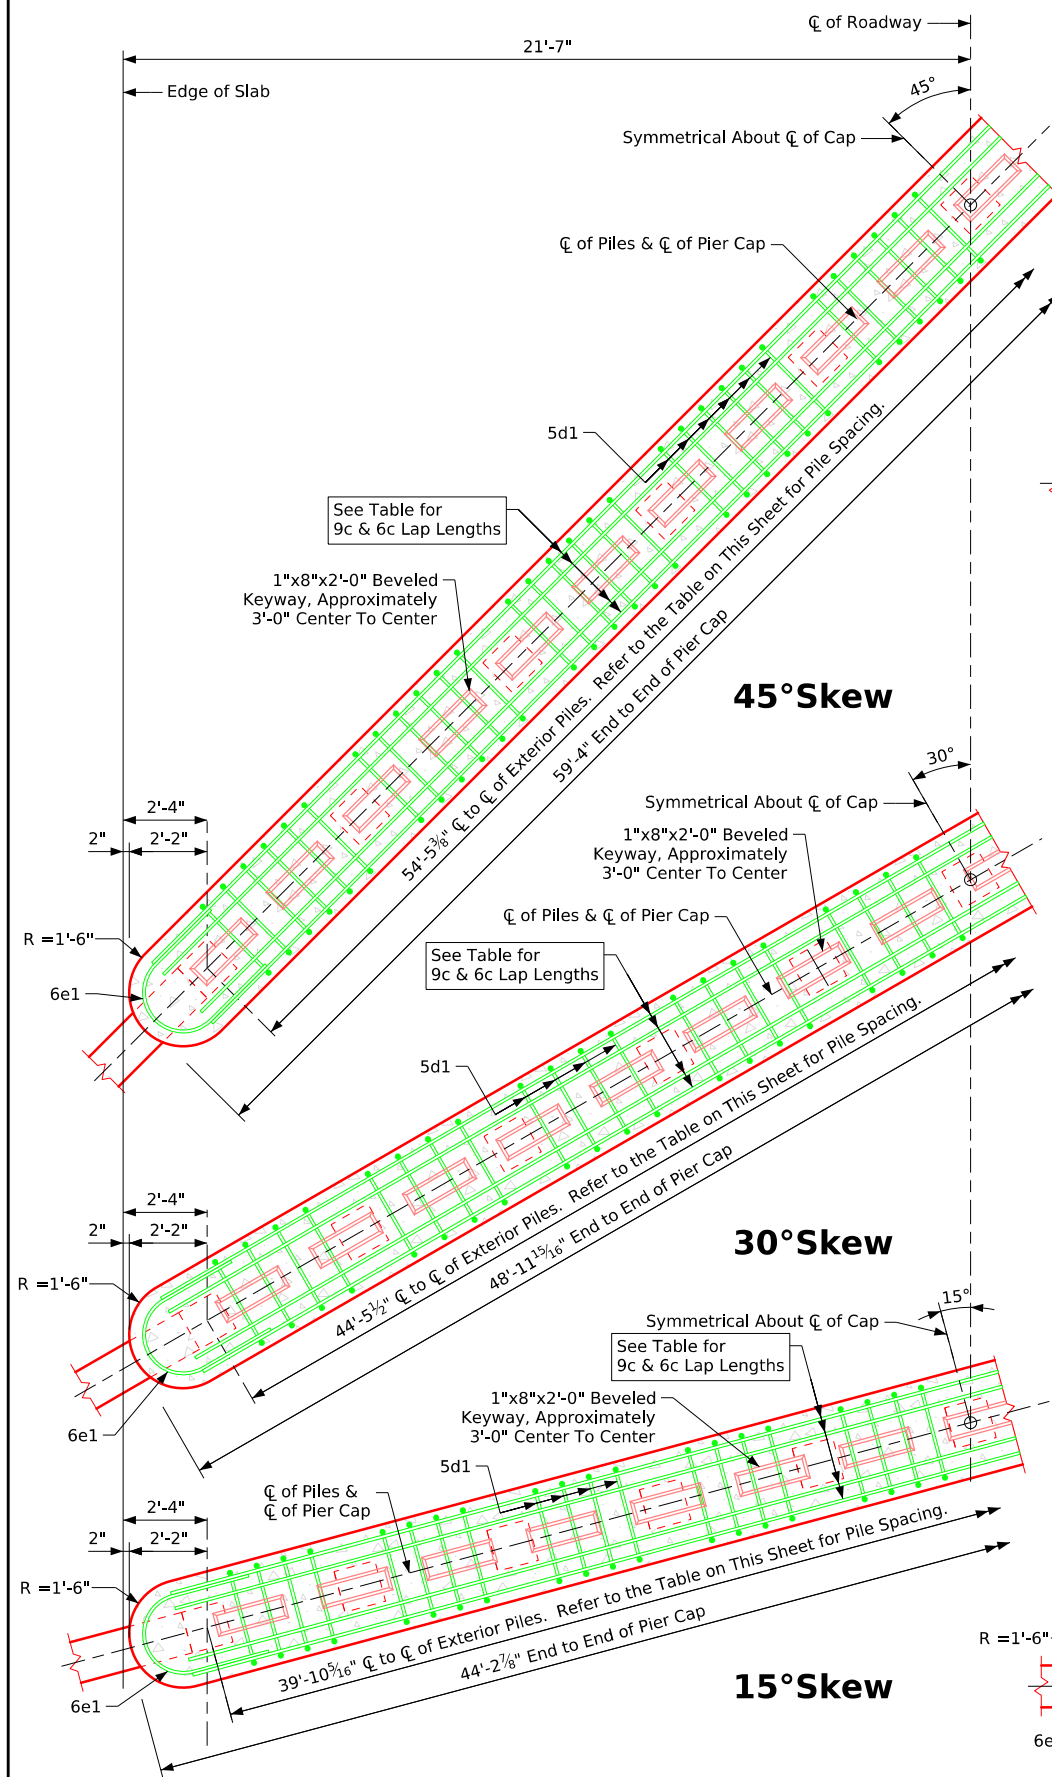 ℄ of Roadway
21'-7"
Edge of Slab
45°
Symmetrical About ℄ of Cap
℄ of Piles & ℄ of Pier Cap
5d1
See Table for
9c & 6c Lap Lengths
1"x8"x2'-0" Beveled
Keyway, Approximately
3'-0" Center To Center
54'-5⅜" ℄ to ℄ of Exterior Piles. Refer to the Table on This Sheet for Pile Spacing.
59'-4" End to End of Pier Cap
45°Skew
2'-4"
2"
2'-2"
R =1'-6"
6e1
30°
Symmetrical About ℄ of Cap
1"x8"x2'-0" Beveled
Keyway, Approximately
3'-0" Center To Center
℄ of Piles & ℄ of Pier Cap
See Table for
9c & 6c Lap Lengths
5d1
44'-5½" ℄ to ℄ of Exterior Piles. Refer to the Table on This Sheet for Pile Spacing.
48'-11 15/16" End to End of Pier Cap
30°Skew
2'-4"
2"
2'-2"
R =1'-6"
6e1
15°
Symmetrical About ℄ of Cap
See Table for
9c & 6c Lap Lengths
1"x8"x2'-0" Beveled
Keyway, Approximately
3'-0" Center To Center
5d1
℄ of Piles &
℄ of Pier Cap
2'-4"
2"
2'-2"
R =1'-6"
39'-10 5/16" ℄ to ℄ of Exterior Piles. Refer to the Table on This Sheet for Pile Spacing.
44'-2⅞" End to End of Pier Cap
15°Skew
6e1
R =1'-6"
6e